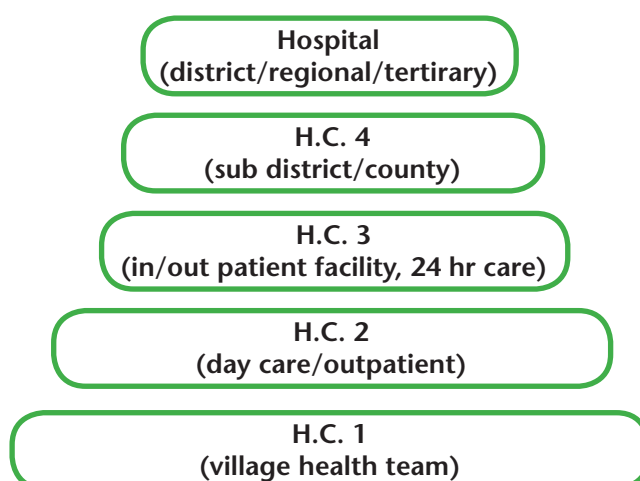 Hospital
(district/regional/tertirary)
H.C. 4
(sub district/county)
H.C. 3
(in/out patient facility, 24 hr care)
H.C. 2
(day care/outpatient)
H.C. 1
(village health team)